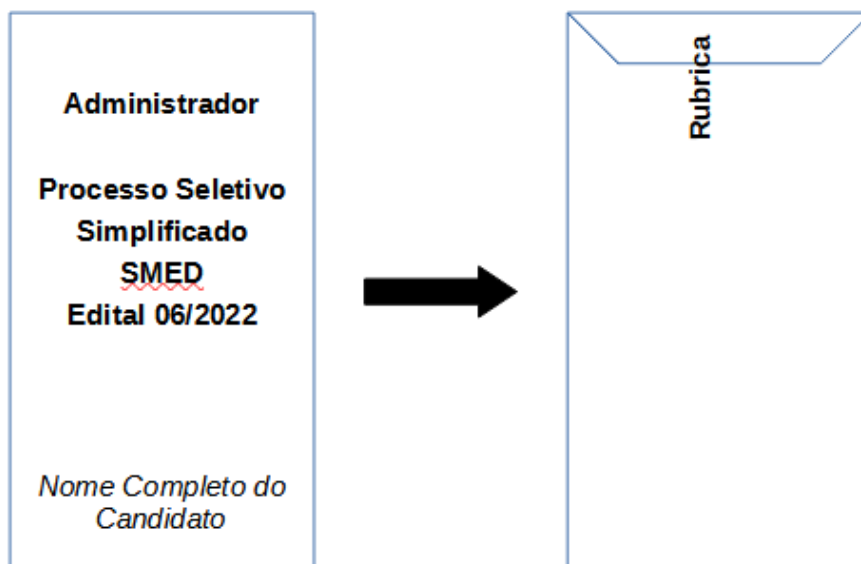 Administrador
Processo Seletivo
Simplificado
SMED
Edital 06/2022
Nome Completo do
Candidato
Rubrica